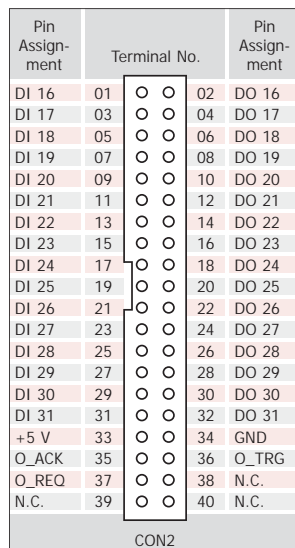 Pin Assign- ment Terminal No. Pin Assign- ment
DI 16 01 02 DO 16
DI 17 03 04 DO 17
DI 18 05 06 DO 18
DI 19 07 08 DO 19
DI 20 09 10 DO 20
DI 21 11 12 DO 21
DI 22 13 14 DO 22
DI 23 15 16 DO 23
DI 24 17 18 DO 24
DI 25 19 20 DO 25
DI 26 21 22 DO 26
DI 27 23 24 DO 27
DI 28 25 26 DO 28
DI 29 27 28 DO 29
DI 30 29 30 DO 30
DI 31 31 32 DO 31
+5 V 33 34 GND
O_ACK 35 36 O_TRG
O_REQ 37 38 N.C.
N.C. 39 40 N.C.
CON2